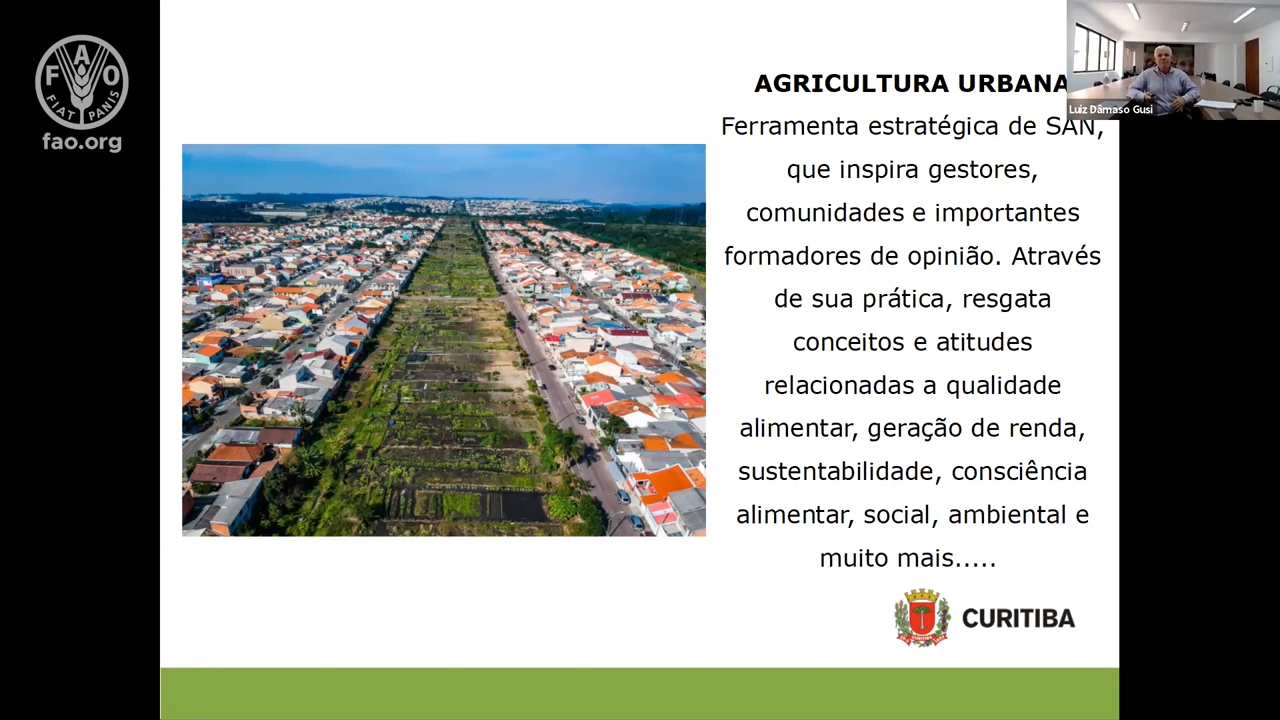 FAO
FIAT PANIS
fao.org
Luiz Dâmaso Gusi
AGRICULTURA URBANA
Ferramenta estratégica de SAN,
que inspira gestores,
comunidades e importantes
formadores de opinião. Através
de sua prática, resgata
conceitos e atitudes
relacionadas a qualidade
alimentar, geração de renda,
sustentabilidade, consciência
alimentar, social, ambiental e
muito mais.....
CURITIBA